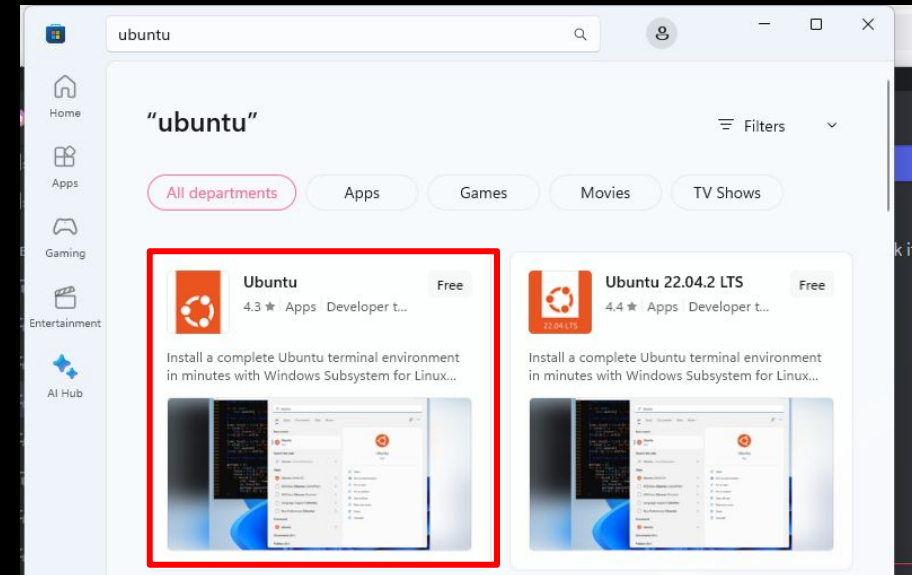 ubuntu
Home
Apps
Gaming
Entertainment
AI Hub
“ubuntu”
Filters
All departments
Apps
Games
Movies
TV Shows
Ubuntu
Free
4.3 ★ Apps Developer t...
Install a complete Ubuntu terminal environment
in minutes with Windows Subsystem for Linux...
22.04 LTS
Ubuntu 22.04.2 LTS
Free
4.4 ★ Apps Developer t...
Install a complete Ubuntu terminal environment
in minutes with Windows Subsystem for Linux...